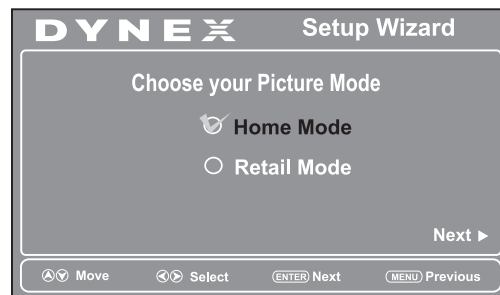 DYNEX Setup Wizard
Choose your Picture Mode
Home Mode
Retail Mode
Next
Move Select ENTER Next MENU Previous